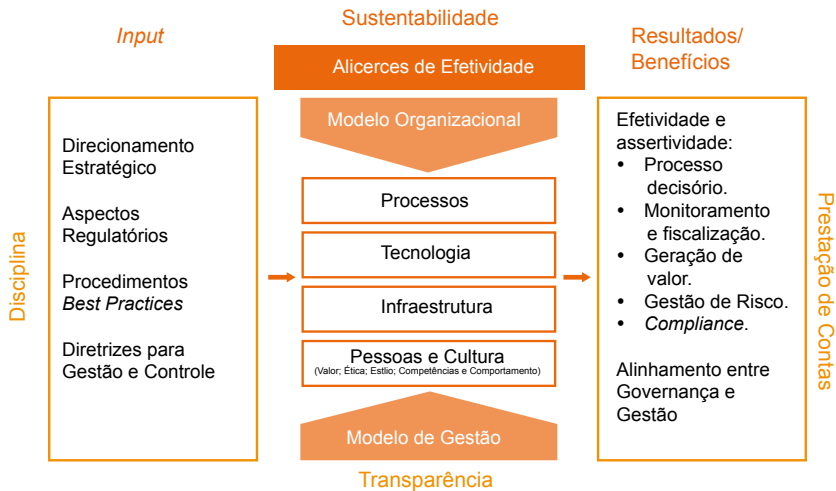 Sustentabilidade
Input
Alicerces de Efetividade
Resultados/
Benefícios
Disciplina
Direcionamento
Estratégico
Aspectos
Regulatórios
Procedimentos
Best Practices
Diretrizes para
Gestão e Controle
Modelo Organizacional
Processos
Tecnologia
Infraestrutura
Pessoas e Cultura
(Valor; Ética; Estlio; Competências e Comportamento)
Modelo de Gestão
Transparência
Efetividade e
assertividade:
• Processo
decisório.
• Monitoramento
e fiscalização.
• Geração de
valor.
• Gestão de Risco.
• Compliance.
Alinhamento entre
Governança e
Gestão
Prestação de Contas